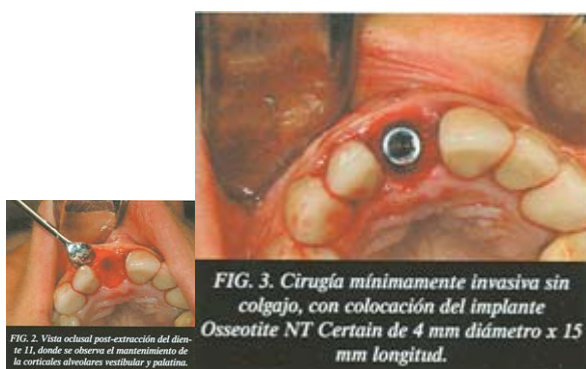 FIG. 2. Vista oclusal post-extracción del dien-
te 11, donde se observa el mantenimiento de
la corticales alveolares vestibular y palatina.
FIG. 3. Cirugía mínimamente invasiva sin
colgajo, con colocación del implante
Osseotite NT Certain de 4 mm diámetro x 15
mm longitud.